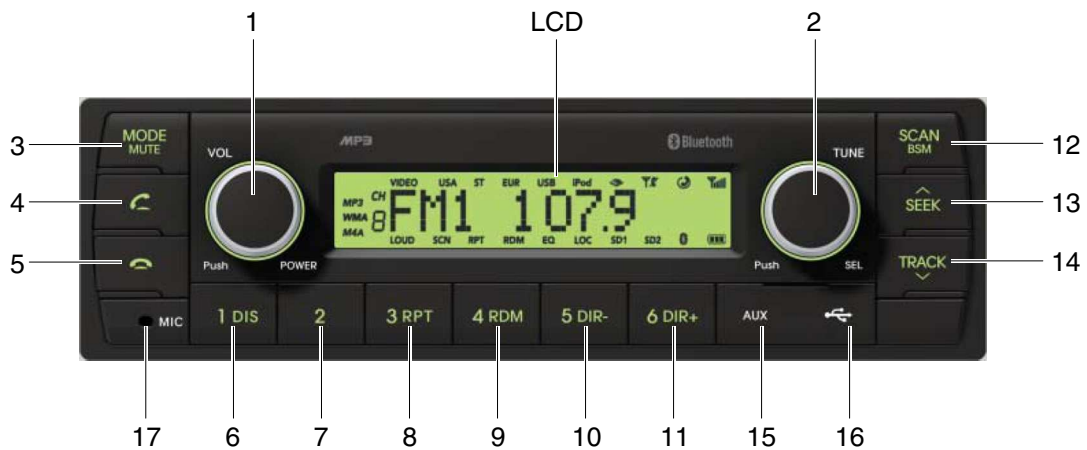 1 LCD 2
MP3 Bluetooth
3 MODE MUTE VOL TUNE SCAN BSM 12
VIDEO USA ST EUR USB iPod
MP3 CH
WMA 8 FM1 107.9
M4A
LOUD SCN RPT RDM EQ LOC SD1 SD2
4 SEEK 13
5 Push POWER Push SEL TRACK 14
MIC 1 DIS 2 3 RPT 4 RDM 5 DIR- 6 DIR+ AUX
17 6 7 8 9 10 11 15 16